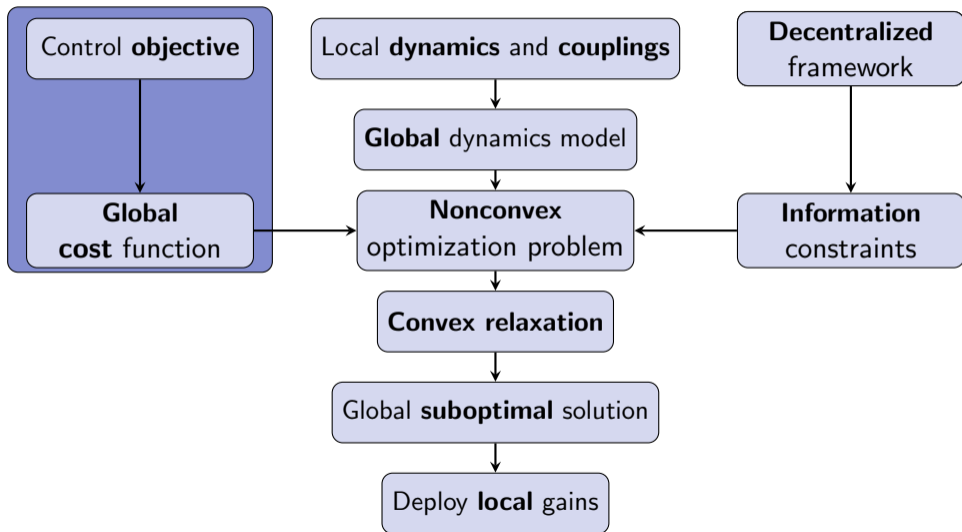 Control objective
Local dynamics and couplings
Decentralized
framework
Global dynamics model
Global
cost function
Nonconvex
optimization problem
Information
constraints
Convex relaxation
Global suboptimal solution
Deploy local gains